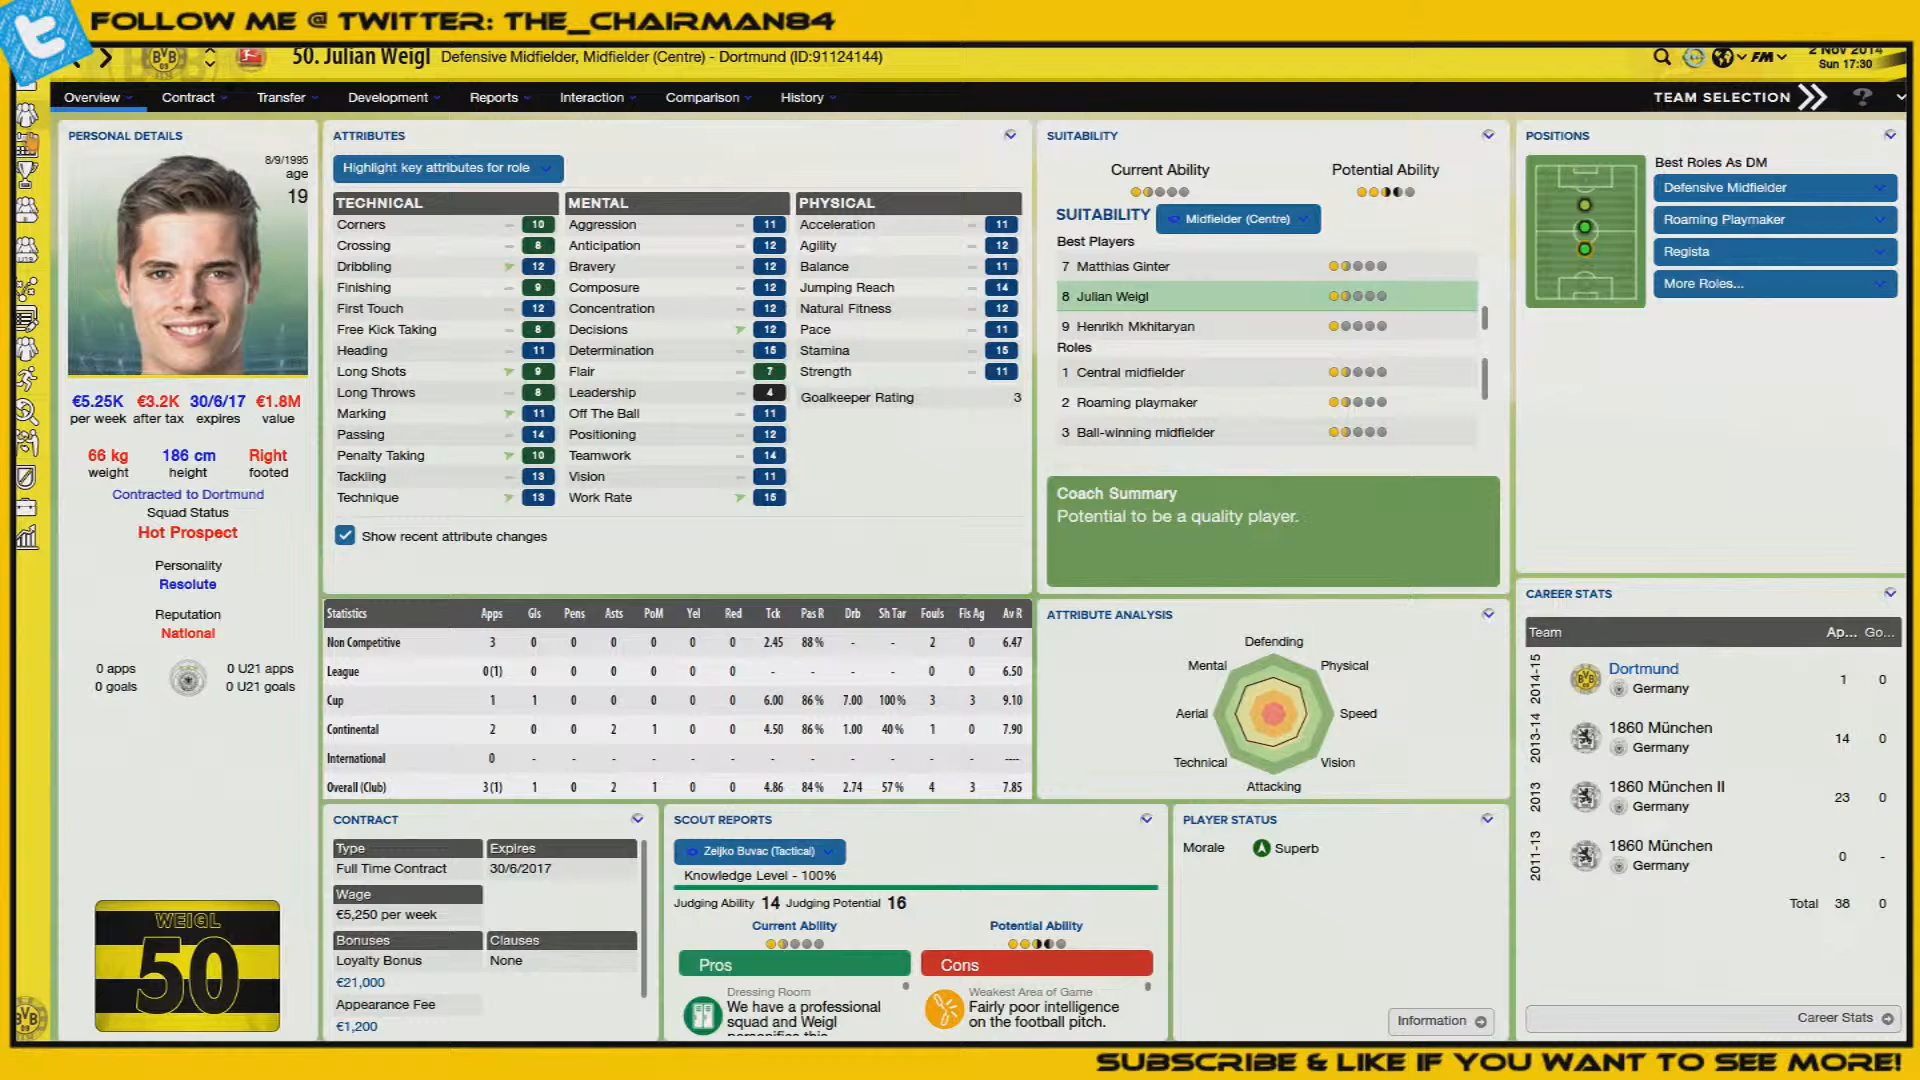 FOLLOW ME @ TWITTER: THE_CHAIRMAN84
50. Julian Weigl Defensive Midfielder, Midfielder (Centre) - Dortmund (ID:91124144)
FM
2 Nov 2014
Sun 17:30
Overview Contract Transfer Development Reports Interaction Comparison History
TEAM SELECTION ?
PERSONAL DETAILS
8/9/1995
age
19
€5.25K €3.2K 30/6/17 €1.8M
per week after tax expires value
66 kg 186 cm Right
weight height footed
Contracted to Dortmund
Squad Status
Hot Prospect
Personality
Resolute
Reputation
National
0 apps 0 U21 apps
0 goals 0 U21 goals
WEIGL
50
ATTRIBUTES
Highlight key attributes for role
TECHNICAL MENTAL PHYSICAL
Corners 10 Aggression 11 Acceleration 11
Crossing 8 Anticipation 12 Agility 12
Dribbling 12 Bravery 12 Balance 11
Finishing 9 Composure 12 Jumping Reach 14
First Touch 12 Concentration 12 Natural Fitness 12
Free Kick Taking 8 Decisions 12 Pace 11
Heading 11 Determination 15 Stamina 15
Long Shots 9 Flair 7 Strength 11
Long Throws 8 Leadership 4 Goalkeeper Rating 3
Marking 11 Off The Ball 11
Passing 14 Positioning 12
Penalty Taking 10 Teamwork 14
Tackling 13 Vision 11
Technique 13 Work Rate 15
Show recent attribute changes
Statistics Apps Gls Pens Asts PoM Yel Red Tck Pas R Drb Sh Tar Fouls Fls Ag Av R
Non Competitive 3 0 0 0 0 0 0 2.45 88% - - 2 0 6.47
League 0(1) 0 0 0 0 0 0 - - - - 0 0 6.50
Cup 1 1 0 0 0 0 0 6.00 86% 7.00 100% 3 3 9.10
Continental 2 0 0 2 1 0 0 4.50 86% 1.00 40% 1 0 7.90
International 0 - - - - - - - - - - - - ----
Overall (Club) 3(1) 1 0 2 1 0 0 4.86 84% 2.74 57% 4 3 7.85
SUITABILITY
Current Ability Potential Ability
SUITABILITY Midfielder (Centre)
Best Players
7 Matthias Ginter
8 Julian Weigl
9 Henrikh Mkhitaryan
Roles
1 Central midfielder
2 Roaming playmaker
3 Ball-winning midfielder
Coach Summary
Potential to be a quality player.
ATTRIBUTE ANALYSIS
Defending
Mental Physical
Aerial Speed
Technical Vision
Attacking
POSITIONS
Best Roles As DM
Defensive Midfielder
Roaming Playmaker
Regista
More Roles...
CAREER STATS
Team Ap... Go...
2014-15 Dortmund 1 0
Germany
2013-14 1860 München 14 0
Germany
2013 1860 München II 23 0
Germany
2011-13 1860 München 0 -
Germany
Total 38 0
Career Stats
CONTRACT
Type Expires
Full Time Contract 30/6/2017
Wage
€5,250 per week
Bonuses Clauses
Loyalty Bonus None
€21,000
Appearance Fee
€1,200
SCOUT REPORTS
Zeljko Buvac (Tactical)
Knowledge Level - 100%
Judging Ability 14 Judging Potential 16
Current Ability Potential Ability
Pros Cons
Dressing Room Weakest Area of Game
We have a professional Fairly poor intelligence
squad and Weigl on the football pitch.
personifies this
PLAYER STATUS
Morale Superb
Information
SUBSCRIBE & LIKE IF YOU WANT TO SEE MORE!